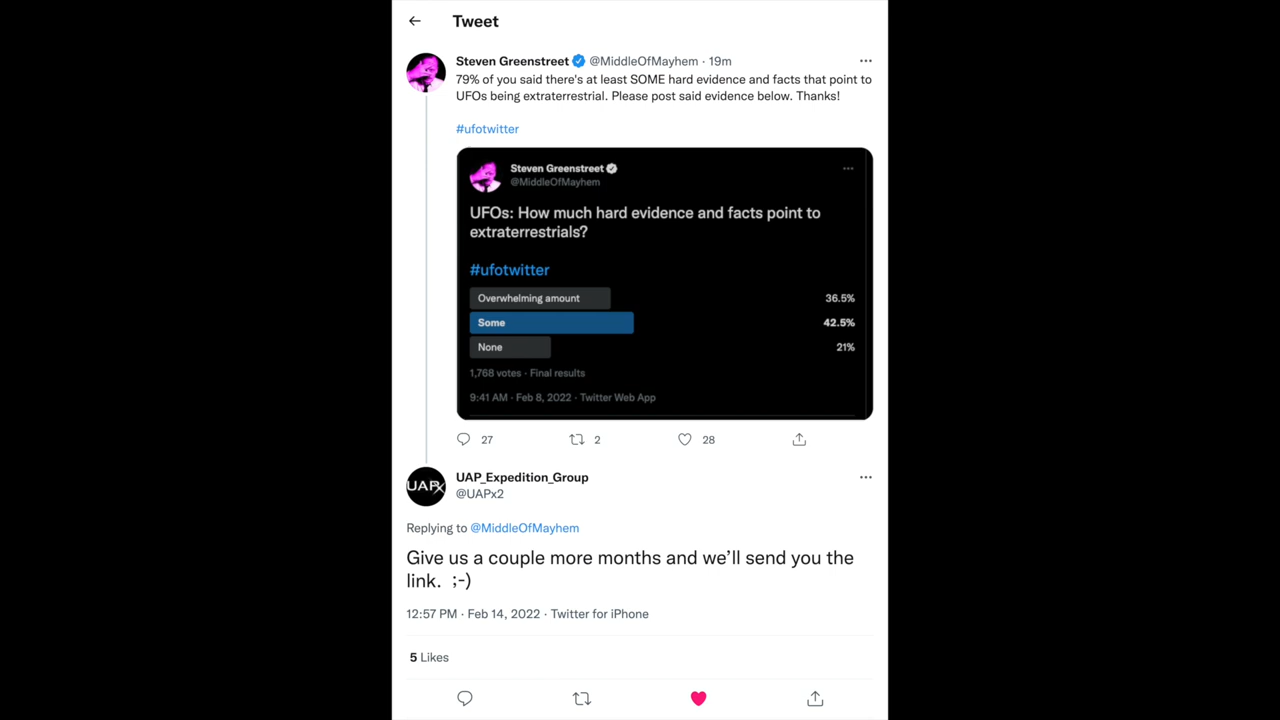 Tweet
Steven Greenstreet @MiddleOfMayhem · 19m
79% of you said there's at least SOME hard evidence and facts that point to
UFOs being extraterrestrial. Please post said evidence below. Thanks!
#ufotwitter
Steven Greenstreet
@MiddleOfMayhem
UFOs: How much hard evidence and facts point to
extraterrestrials?
#ufotwitter
Overwhelming amount 36.5%
Some 42.5%
None 21%
1,768 votes · Final results
9:41 AM · Feb 8, 2022 · Twitter Web App
27 2 28
UAPx
UAP_Expedition_Group
@UAPx2
Replying to @MiddleOfMayhem
Give us a couple more months and we’ll send you the
link. ;-)
12:57 PM · Feb 14, 2022 · Twitter for iPhone
5 Likes